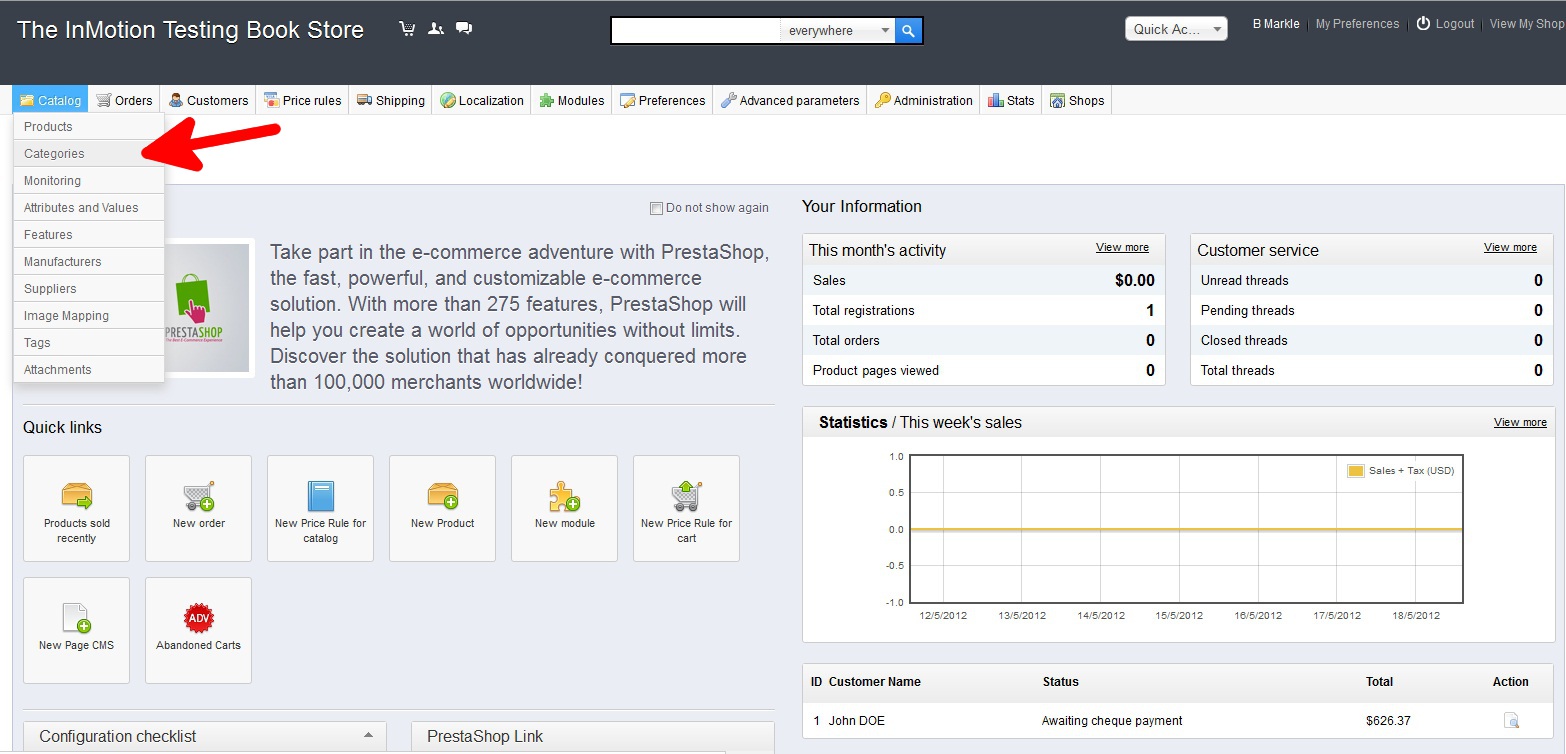 The InMotion Testing Book Store
everywhere
Quick Ac...
B Markle
My Preferences
Logout
View My Shop
Catalog
Orders
Customers
Price rules
Shipping
Localization
Modules
Preferences
Advanced parameters
Administration
Stats
Shops
Products
Categories
Monitoring
Attributes and Values
Features
Manufacturers
Suppliers
Image Mapping
Tags
Attachments
Do not show again
PRESTASHOP
Take part in the e-commerce adventure with PrestaShop,
the fast, powerful, and customizable e-commerce
solution. With more than 275 features, PrestaShop will
help you create a world of opportunities without limits.
Discover the solution that has already conquered more
than 100,000 merchants worldwide!
Quick links
Products sold
recently
New order
New Price Rule for
catalog
New Product
New module
New Price Rule for
cart
New Page CMS
ADV
Abandoned Carts
Configuration checklist
PrestaShop Link
Your Information
This month's activity View more
Sales $0.00
Total registrations 1
Total orders 0
Product pages viewed 0
Customer service View more
Unread threads 0
Pending threads 0
Closed threads 0
Total threads 0
Statistics / This week's sales View more
Sales + Tax (USD)
1.0
0.5
0.0
-0.5
-1.0
12/5/2012 13/5/2012 14/5/2012 15/5/2012 16/5/2012 17/5/2012 18/5/2012
ID Customer Name Status Total Action
1 John DOE Awaiting cheque payment $626.37